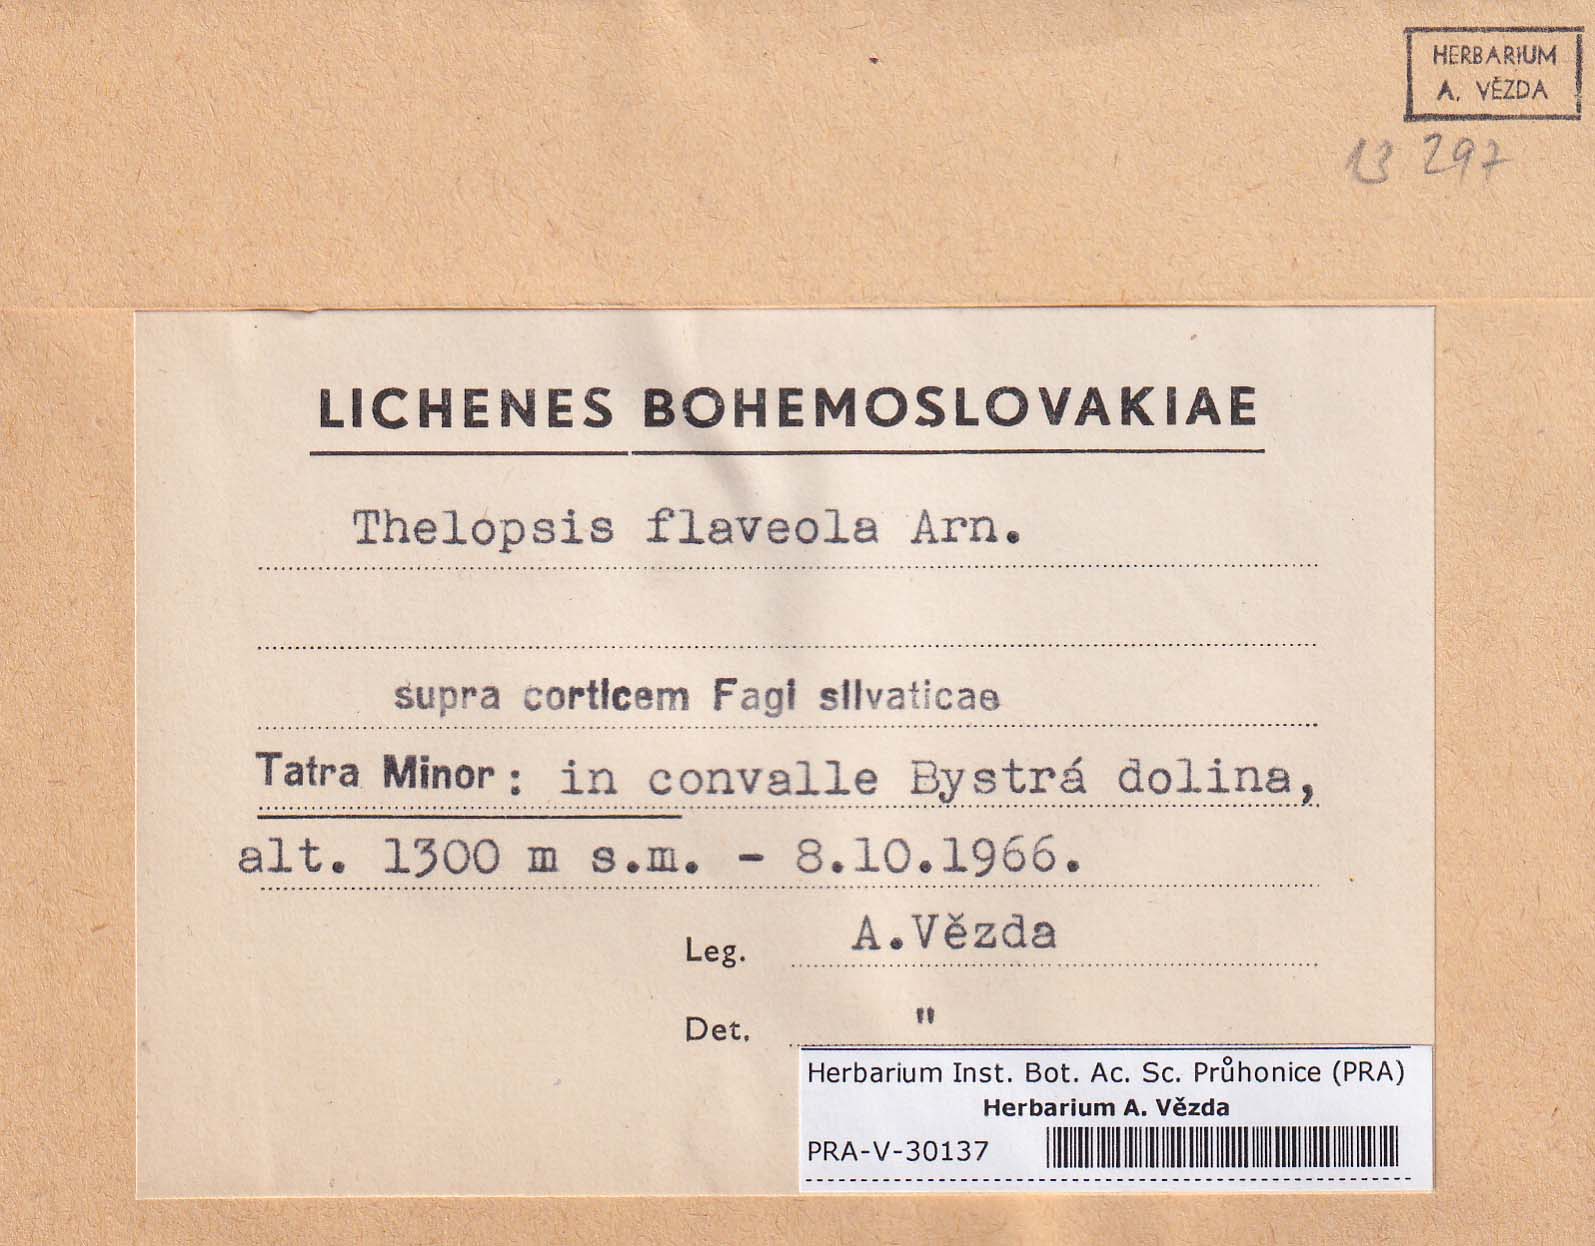 HERBARIUM
A. VĚZDA
13 297
LICHENES BOHEMOSLOVAKIAE
Thelopsis flaveola Arn.
supra corticem Fagi silvaticae
Tatra Minor: in convalle Bystrá dolina,
alt. 1300 m s.m. - 8.10.1966.
Leg. A.Vězda
Det. "
Herbarium Inst. Bot. Ac. Sc. Průhonice (PRA)
Herbarium A. Vězda
PRA-V-30137